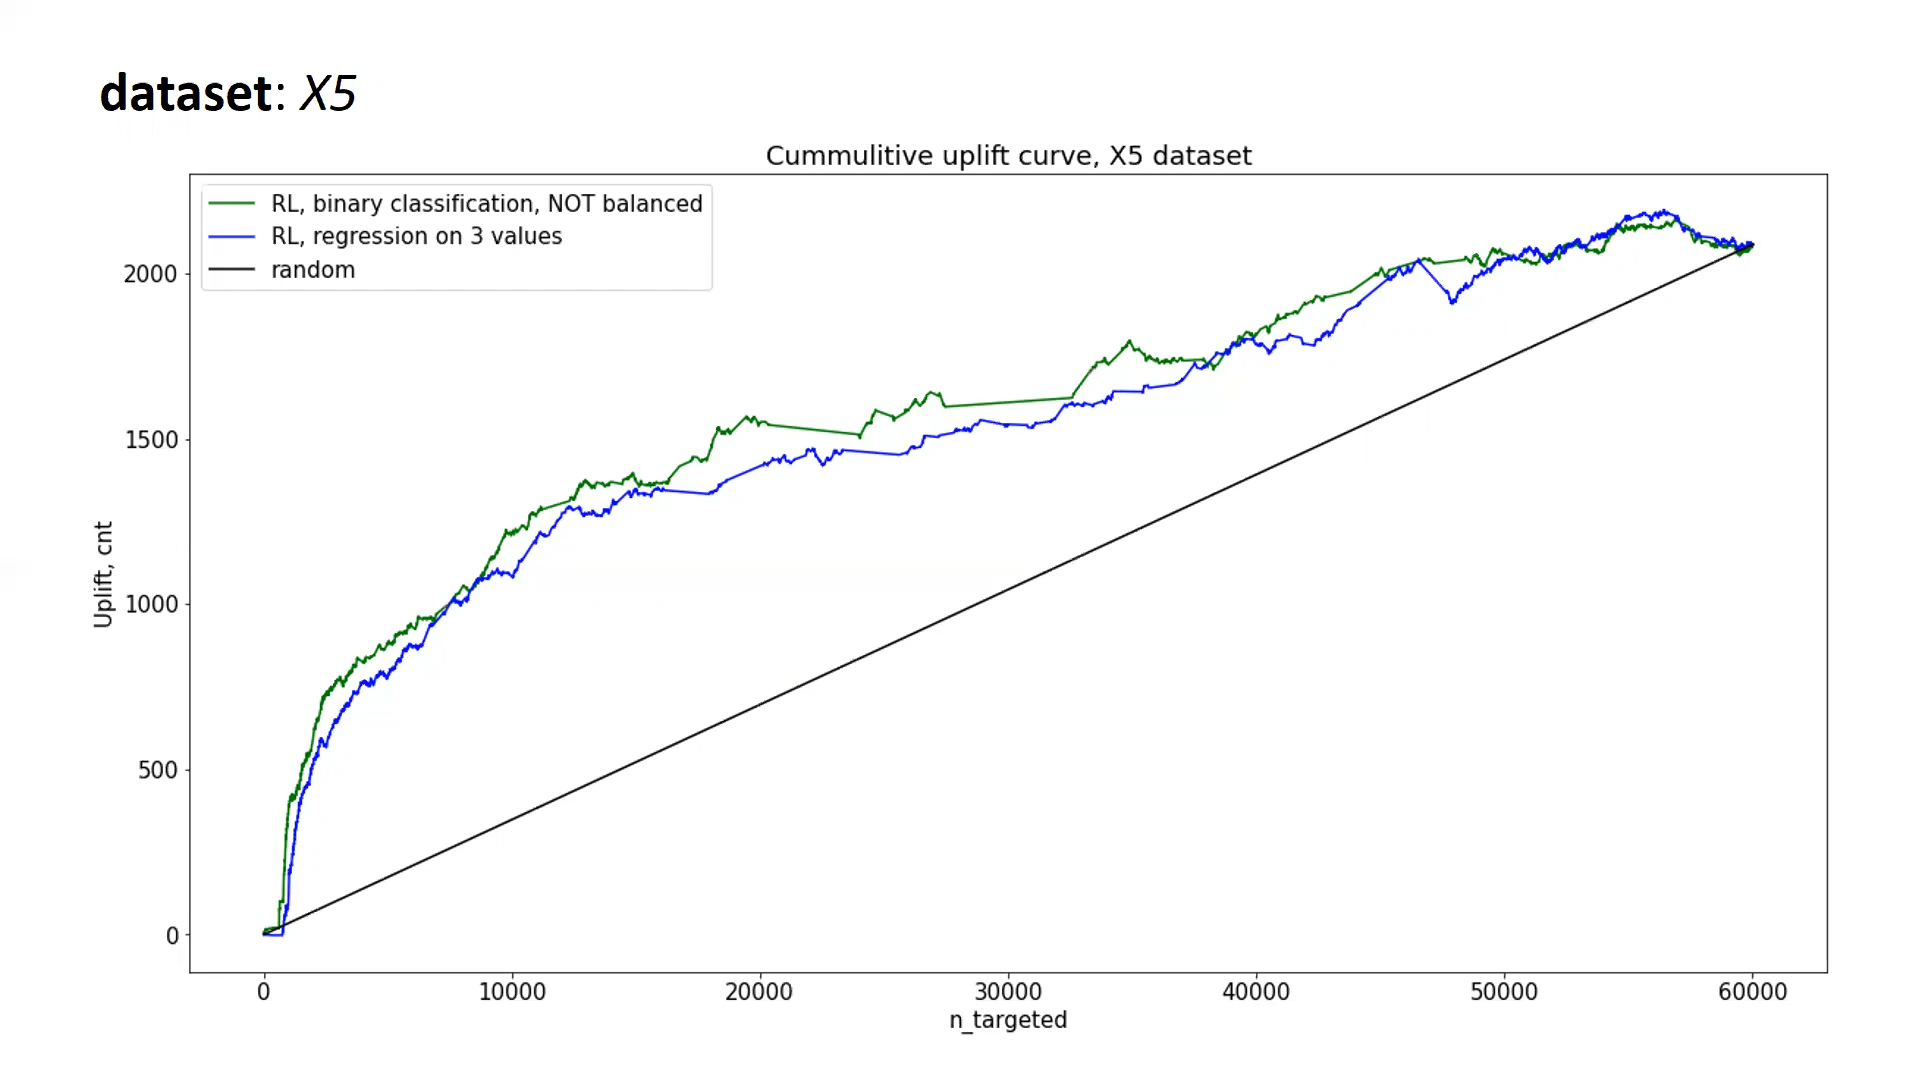 dataset: X5
Cummulitive uplift curve, X5 dataset
RL, binary classification, NOT balanced
RL, regression on 3 values
random
2000
1500
1000
500
0
Uplift, cnt
0 10000 20000 30000 40000 50000 60000
n_targeted